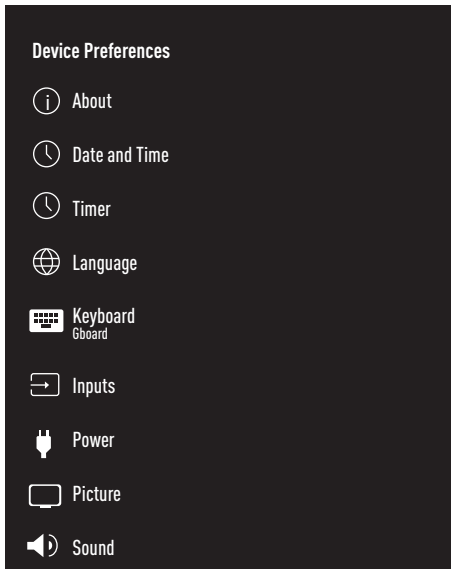 Device Preferences
About
Date and Time
Timer
Language
Keyboard
Gboard
Inputs
Power
Picture
Sound